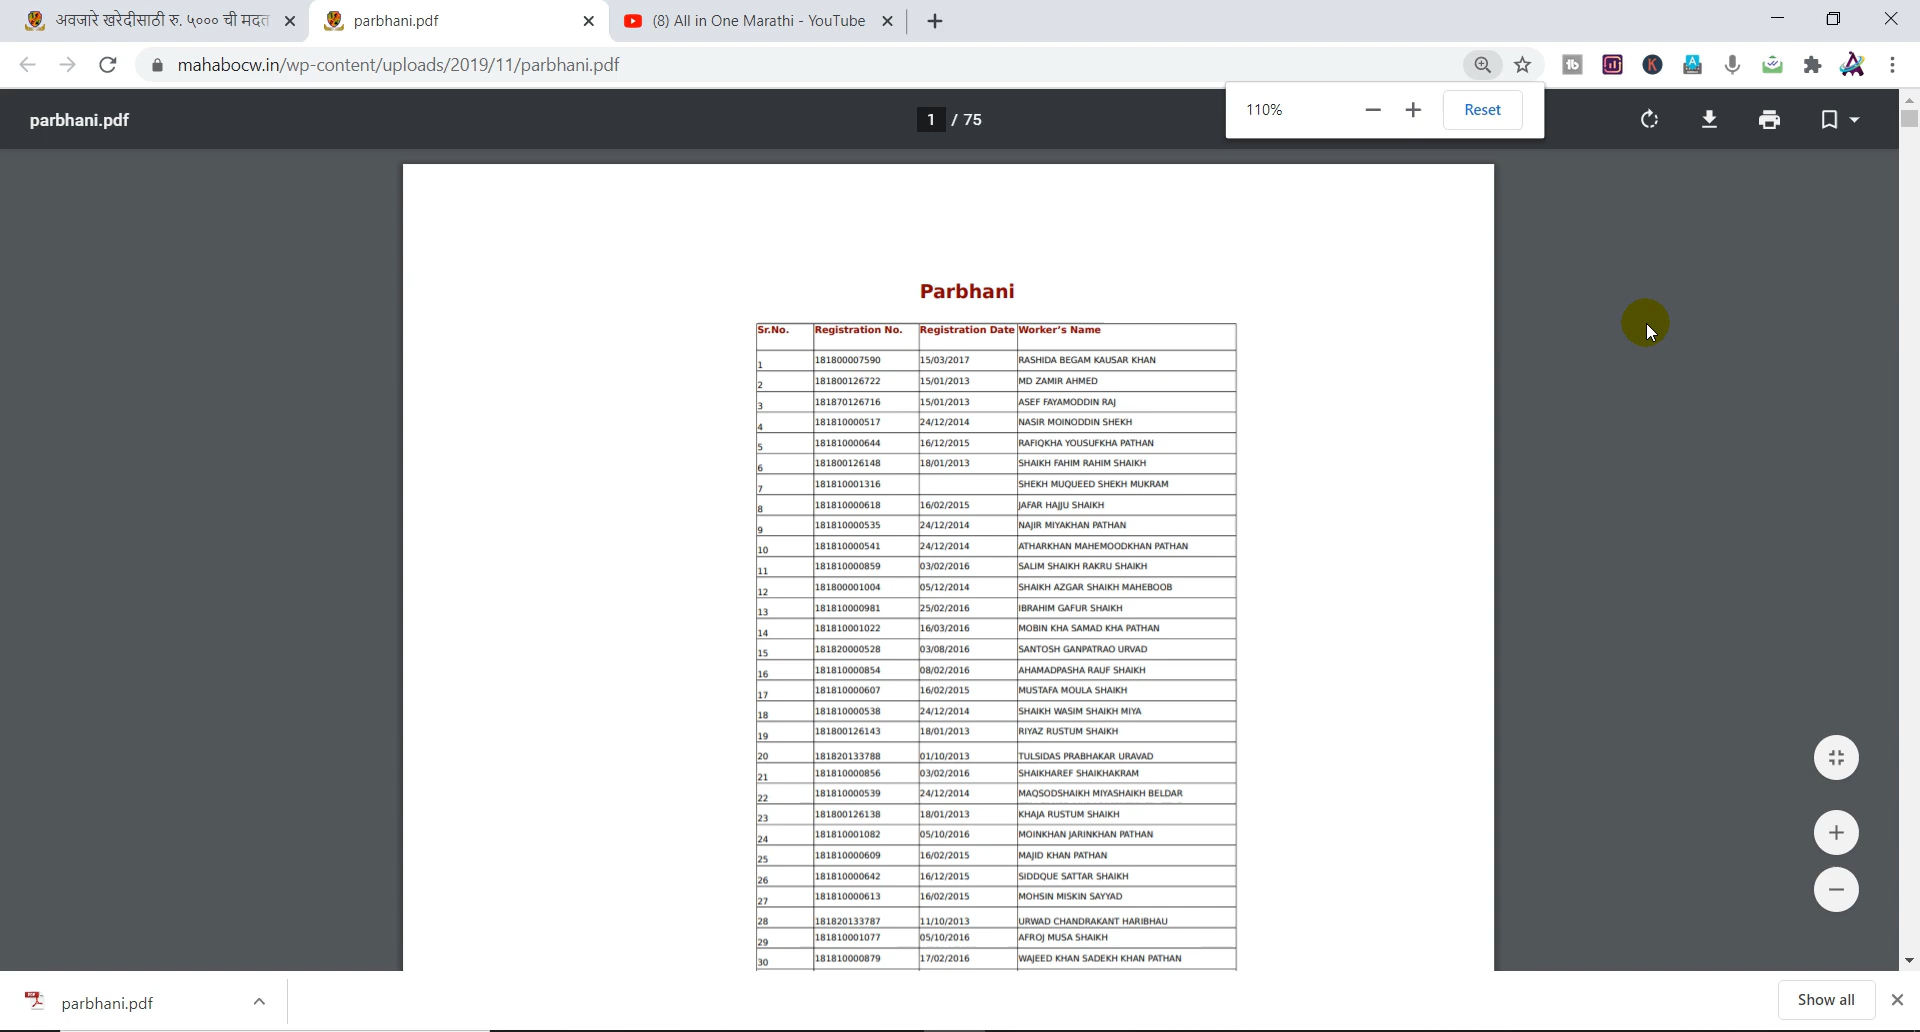 अवजारे खरेदीसाठी रु. ५००० ची मदत
parbhani.pdf
(8) All in One Marathi - YouTube
mahabocw.in/wp-content/uploads/2019/11/parbhani.pdf
parbhani.pdf
1 / 75
110%
Reset
Parbhani
Sr.No. Registration No. Registration Date Worker's Name
1 181800007590 15/03/2017 RASHIDA BEGAM KAUSAR KHAN
2 181800126722 15/01/2013 MD ZAMIR AHMED
3 181870126716 15/01/2013 ASEF FAYAMODDIN RAJ
4 181810000517 24/12/2014 NASIR MOINODDIN SHEKH
5 181810000644 16/12/2015 RAFIQKHA YOUSUFKHA PATHAN
6 181800126148 18/01/2013 SHAIKH FAHIM RAHIM SHAIKH
7 181810001316 SHEKH MUQUEED SHEKH MUKRAM
8 181810000618 16/02/2015 JAFAR HAJJU SHAIKH
9 181810000535 24/12/2014 NAJIR MIYAKHAN PATHAN
10 181810000541 24/12/2014 ATHARKHAN MAHEMOODKHAN PATHAN
11 181810000859 03/02/2016 SALIM SHAIKH RAKRU SHAIKH
12 181800001004 05/12/2014 SHAIKH AZGAR SHAIKH MAHEBOOB
13 181810000981 25/02/2016 IBRAHIM GAFUR SHAIKH
14 181810001022 16/03/2016 MOBIN KHA SAMAD KHA PATHAN
15 181820000528 03/08/2016 SANTOSH GANPATRAO URVAD
16 181810000854 08/02/2016 AHAMADPASHA RAUF SHAIKH
17 181810000607 16/02/2015 MUSTAFA MOULA SHAIKH
18 181810000538 24/12/2014 SHAIKH WASIM SHAIKH MIYA
19 181800126143 18/01/2013 RIYAZ RUSTUM SHAIKH
20 181820133788 01/10/2013 TULSIDAS PRABHAKAR URAVAD
21 181810000856 03/02/2016 SHAIKHAREF SHAIKHAKRAM
22 181810000539 24/12/2014 MAQSODSHAIKH MIYASHAIKH BELDAR
23 181800126138 18/01/2013 KHAJA RUSTUM SHAIKH
24 181810001082 05/10/2016 MOINKHAN JARINKHAN PATHAN
25 181810000609 16/02/2015 MAJID KHAN PATHAN
26 181810000642 16/12/2015 SIDDQUE SATTAR SHAIKH
27 181810000613 16/02/2015 MOHSIN MISKIN SAYYAD
28 181820133787 11/10/2013 URWAD CHANDRAKANT HARIBHAU
29 181810001077 05/10/2016 AFROJ MUSA SHAIKH
30 181810000879 17/02/2016 WAJEED KHAN SADEKH KHAN PATHAN
parbhani.pdf
Show all